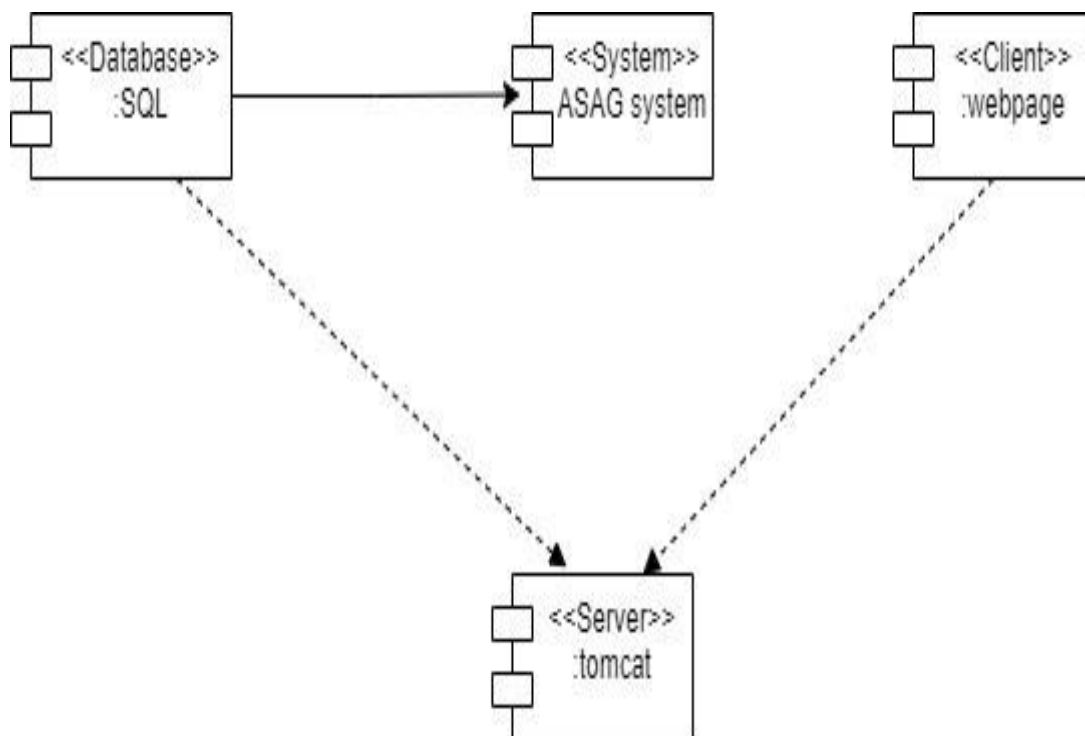 <<Database>>
:SQL
<<System>>
ASAG system
<<Client>>
:webpage
<<Server>>
:tomcat